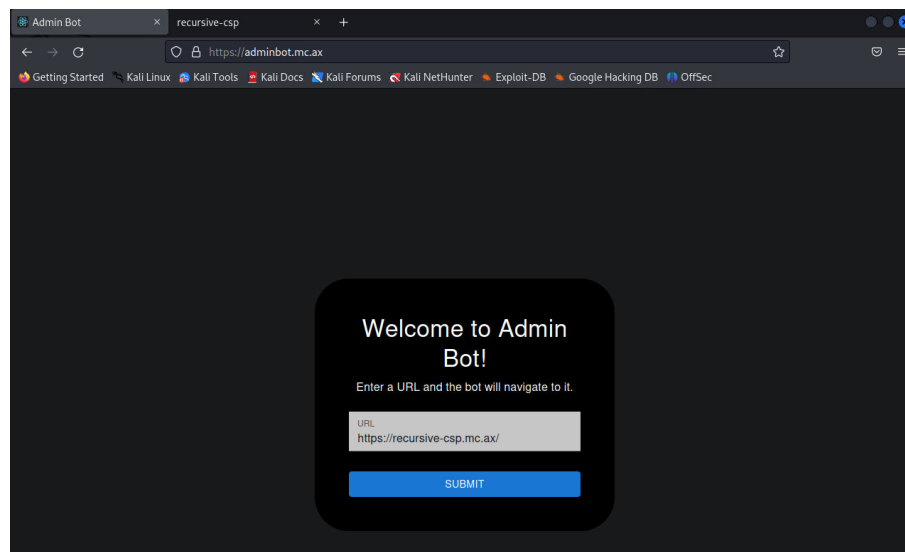 Admin Bot
recursive-csp
https://adminbot.mc.ax
Getting Started Kali Linux Kali Tools Kali Docs Kali Forums Kali NetHunter Exploit-DB Google Hacking DB OffSec
Welcome to Admin
Bot!
Enter a URL and the bot will navigate to it.
URL
https://recursive-csp.mc.ax/
SUBMIT